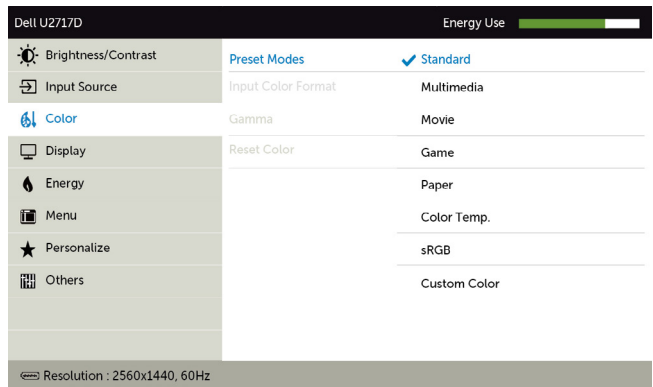 Dell U2717D
Energy Use
Brightness/Contrast
Input Source
Color
Display
Energy
Menu
Personalize
Others
Preset Modes
Input Color Format
Gamma
Reset Color
Standard
Multimedia
Movie
Game
Paper
Color Temp.
sRGB
Custom Color
Resolution : 2560x1440, 60Hz